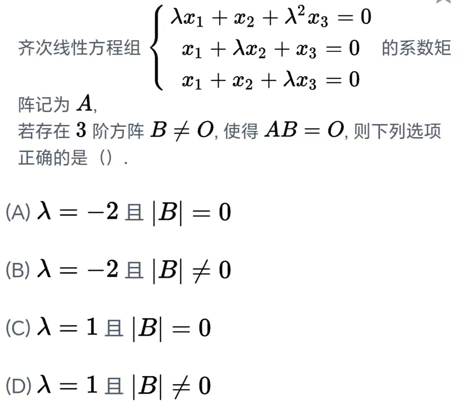 λx₁ + x₂ + λ²x₃ = 0
齐次线性方程组 { x₁ + λx₂ + x₃ = 0 的系数矩
x₁ + x₂ + λx₃ = 0
阵记为 A,
若存在 3 阶方阵 B ≠ O, 使得 AB = O, 则下列选项
正确的是（）.
(A) λ = −2 且 |B| = 0
(B) λ = −2 且 |B| ≠ 0
(C) λ = 1 且 |B| = 0
(D) λ = 1 且 |B| ≠ 0